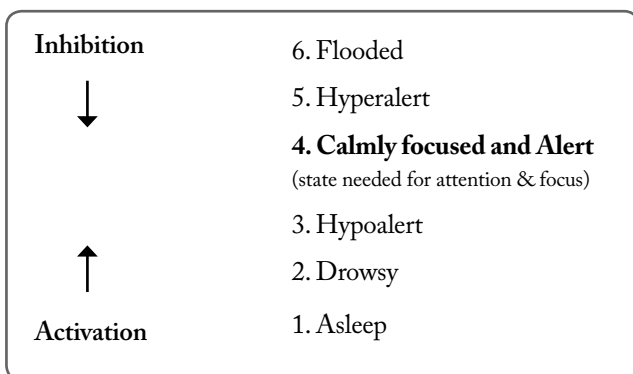 Inhibition
6. Flooded
5. Hyperalert
4. Calmly focused and Alert
(state needed for attention & focus)
3. Hypoalert
2. Drowsy
Activation
1. Asleep